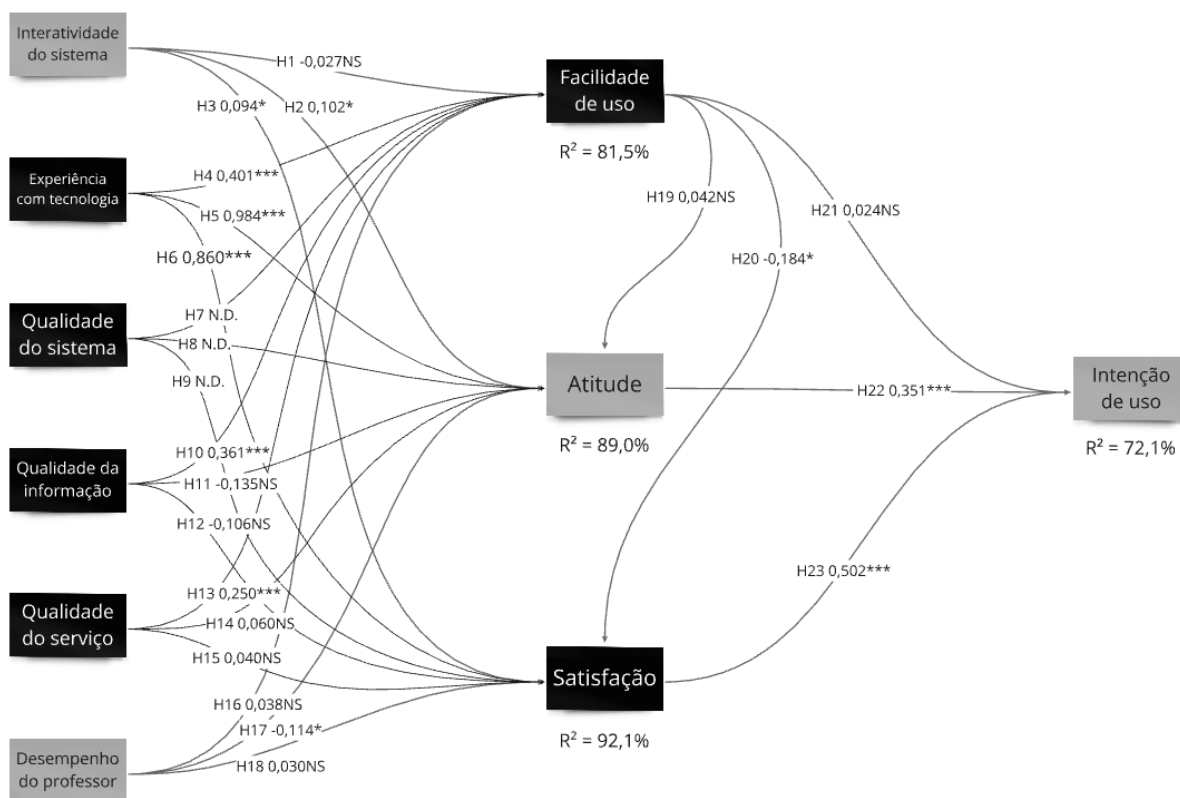 Interatividade
do sistema
H1 -0,027NS
H3 0,094*
H2 0,102*
Facilidade
de uso
R² = 81,5%
Experiência
com tecnologia
H4 0,401***
H5 0,984***
H6 0,860***
H19 0,042NS
H21 0,024NS
H20 -0,184*
Qualidade
do sistema
H7 N.D.
H8 N.D.
H9 N.D.
Atitude
R² = 89,0%
H22 0,351***
Intenção
de uso
R² = 72,1%
Qualidade da
informação
H10 0,361***
H11 -0,135NS
H12 -0,106NS
H23 0,502***
Qualidade
do serviço
H13 0,250***
H14 0,060NS
H15 0,040NS
Satisfação
R² = 92,1%
H16 0,038NS
H17 -0,114*
H18 0,030NS
Desempenho
do professor